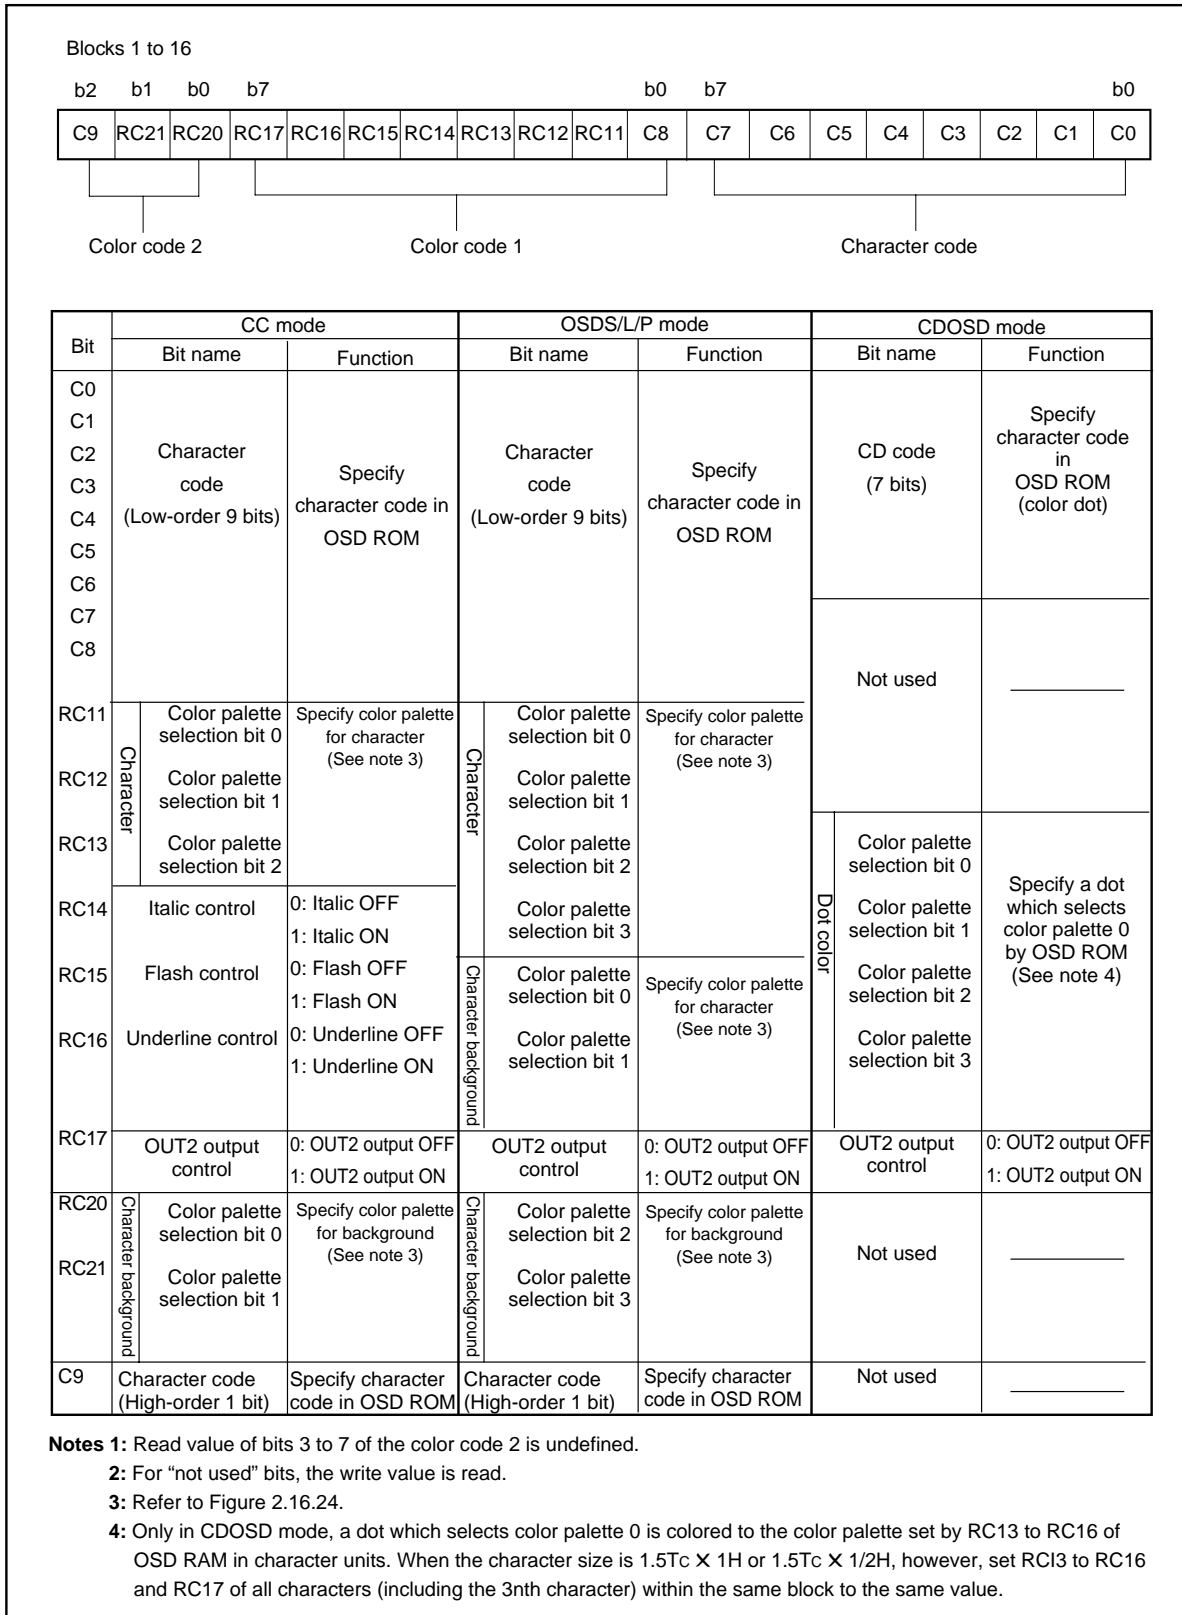 Blocks 1 to 16
b2 b1 b0 b7 b0 b7 b0
C9 RC21 RC20 RC17 RC16 RC15 RC14 RC13 RC12 RC11 C8 C7 C6 C5 C4 C3 C2 C1 C0
Color code 2 Color code 1 Character code
Bit CC mode OSDS/L/P mode CDOSD mode
Bit name Function Bit name Function Bit name Function
C0
C1
C2
C3
C4
C5
C6
C7
C8
Character
code
(Low-order 9 bits)
Specify
character code in
OSD ROM
Character
code
(Low-order 9 bits)
Specify
character code in
OSD ROM
CD code
(7 bits)
Specify
character code
in
OSD ROM
(color dot)
Not used
RC11
RC12
RC13
Character
Color palette
selection bit 0
Color palette
selection bit 1
Color palette
selection bit 2
Specify color palette
for character
(See note 3)
Character
Color palette
selection bit 0
Color palette
selection bit 1
Color palette
selection bit 2
Color palette
selection bit 3
Specify color palette
for character
(See note 3)
Dot color
Color palette
selection bit 0
Color palette
selection bit 1
Color palette
selection bit 2
Color palette
selection bit 3
Specify a dot
which selects
color palette 0
by OSD ROM
(See note 4)
RC14
Italic control
0: Italic OFF
1: Italic ON
RC15
Flash control
0: Flash OFF
1: Flash ON
RC16
Underline control
0: Underline OFF
1: Underline ON
Character background
Color palette
selection bit 0
Color palette
selection bit 1
Specify color palette
for character
(See note 3)
RC17
OUT2 output
control
0: OUT2 output OFF
1: OUT2 output ON
OUT2 output
control
0: OUT2 output OFF
1: OUT2 output ON
OUT2 output
control
0: OUT2 output OFF
1: OUT2 output ON
RC20
RC21
Character background
Color palette
selection bit 0
Color palette
selection bit 1
Specify color palette
for background
(See note 3)
Character background
Color palette
selection bit 2
Color palette
selection bit 3
Specify color palette
for background
(See note 3)
Not used
C9
Character code
(High-order 1 bit)
Specify character
code in OSD ROM
Character code
(High-order 1 bit)
Specify character
code in OSD ROM
Not used
Notes 1: Read value of bits 3 to 7 of the color code 2 is undefined.
2: For “not used” bits, the write value is read.
3: Refer to Figure 2.16.24.
4: Only in CDOSD mode, a dot which selects color palette 0 is colored to the color palette set by RC13 to RC16 of
OSD RAM in character units. When the character size is 1.5TC ✕ 1H or 1.5TC ✕ 1/2H, however, set RCI3 to RC16
and RC17 of all characters (including the 3nth character) within the same block to the same value.